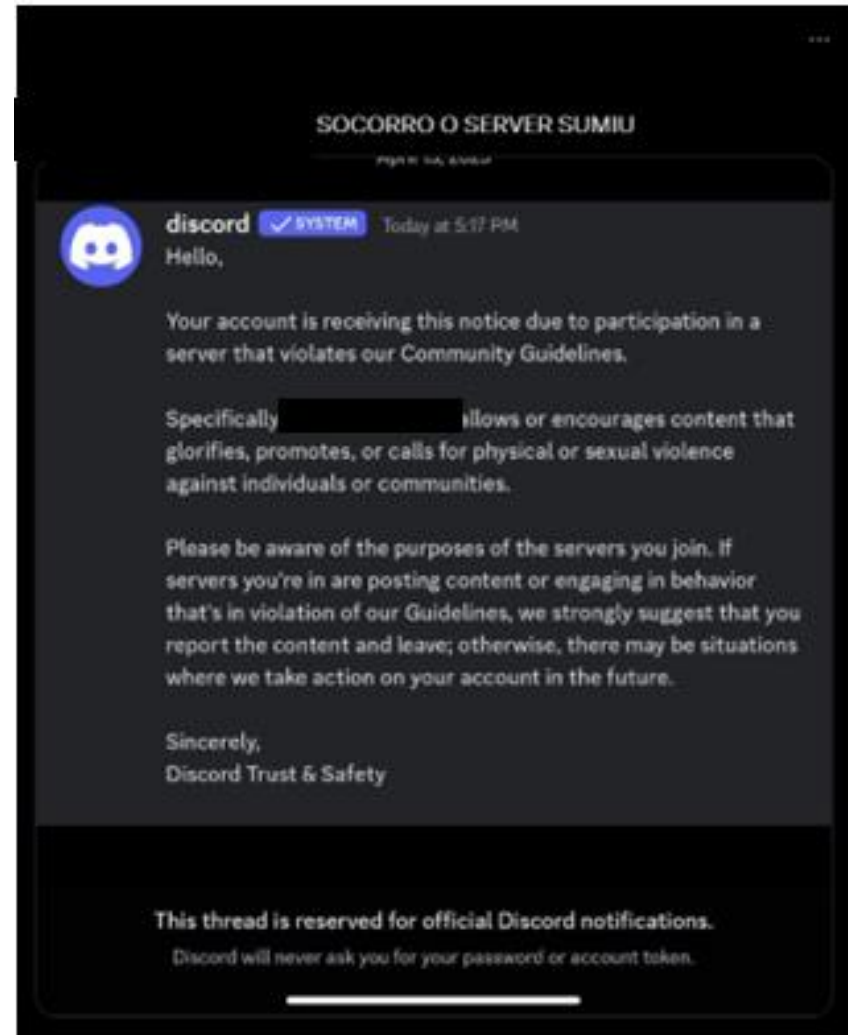 SOCORRO O SERVER SUMIU
discord ✓ SYSTEM Today at 5:17 PM
Hello,
Your account is receiving this notice due to participation in a
server that violates our Community Guidelines.
Specifically llows or encourages content that
glorifies, promotes, or calls for physical or sexual violence
against individuals or communities.
Please be aware of the purposes of the servers you join. If
servers you're in are posting content or engaging in behavior
that's in violation of our Guidelines, we strongly suggest that you
report the content and leave; otherwise, there may be situations
where we take action on your account in the future.
Sincerely,
Discord Trust & Safety
This thread is reserved for official Discord notifications.
Discord will never ask you for your password or account token.